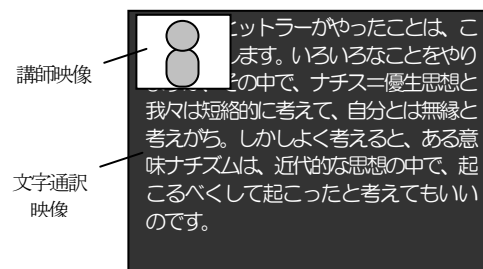 講師映像
文字通訳
映像
ヒットラーがやったことは、こ
します。いろいろなことをやり
その中で、ナチス＝優生思想と
我々は短絡的に考えて、自分とは無縁と
考えがち。しかしよく考えると、ある意
味ナチズムは、近代的な思想の中で、起
こるべくして起こったと考えてもいい
のです。